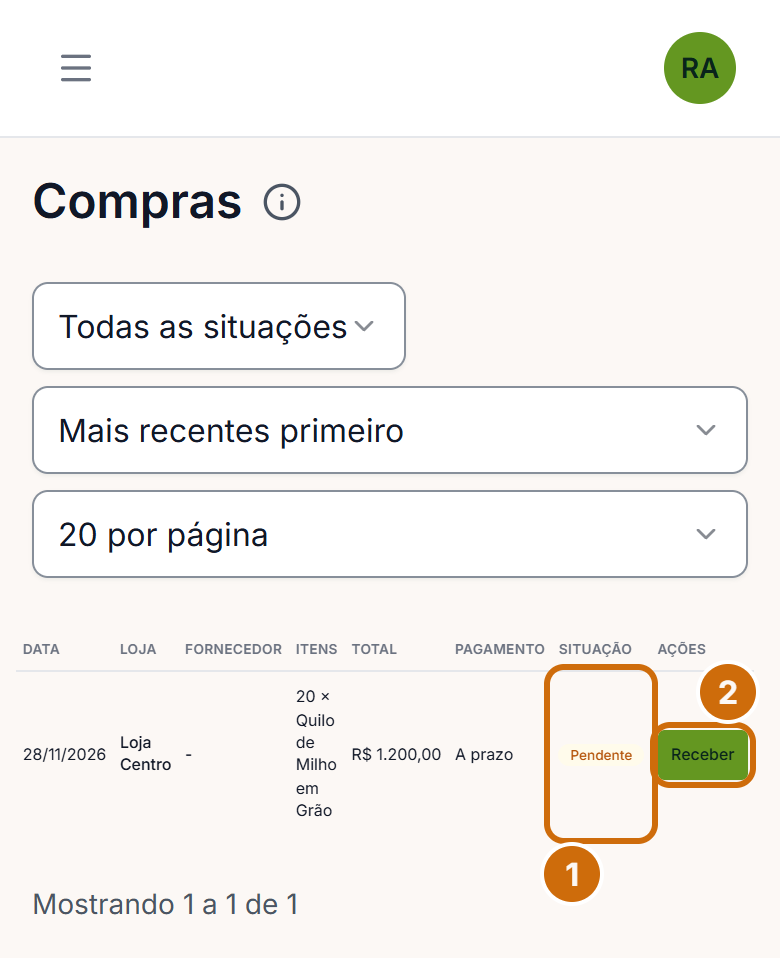 RA
Compras
Todas as situações
Mais recentes primeiro
20 por página
DATA LOJA FORNECEDOR ITENS TOTAL PAGAMENTO SITUAÇÃO AÇÕES
28/11/2026 Loja Centro - 20 × Quilo de Milho em Grão R$ 1.200,00 A prazo Pendente Receber
2
1
Mostrando 1 a 1 de 1